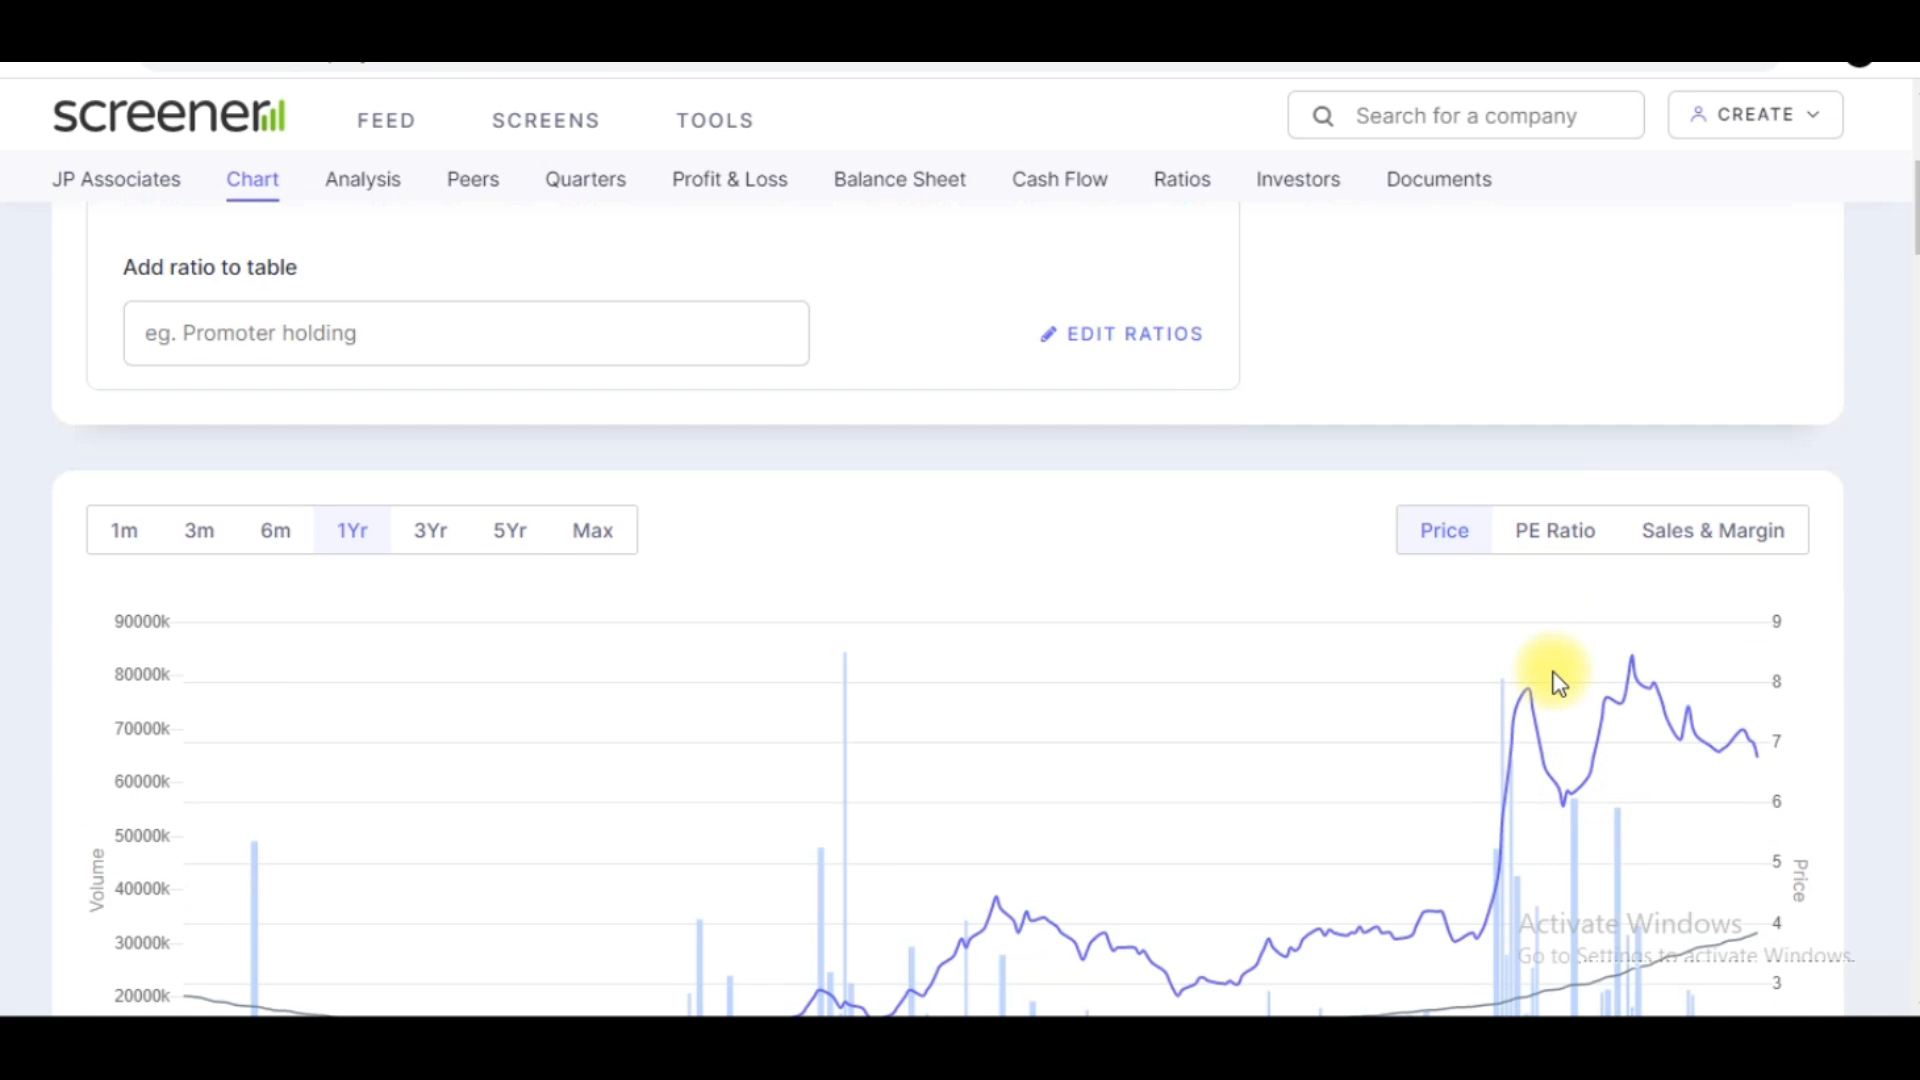 screener FEED SCREENS TOOLS Search for a company CREATE
JP Associates Chart Analysis Peers Quarters Profit & Loss Balance Sheet Cash Flow Ratios Investors Documents
Add ratio to table
eg. Promoter holding EDIT RATIOS
1m 3m 6m 1Yr 3Yr 5Yr Max Price PE Ratio Sales & Margin
90000k 9
80000k 8
70000k 7
60000k 6
50000k 5
Volume 40000k Price
Activate Windows 4
30000k Go to Settings to activate Windows.
20000k 3